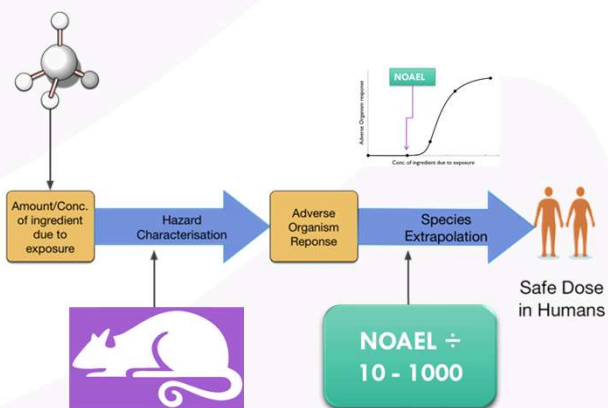 NOAEL
Adverse Organism response
Conc. of ingredient due to exposure
Amount/Conc.
of ingredient
due to
exposure
Hazard
Characterisation
Adverse
Organism
Reponse
Species
Extrapolation
Safe Dose
in Humans
NOAEL ÷
10 - 1000